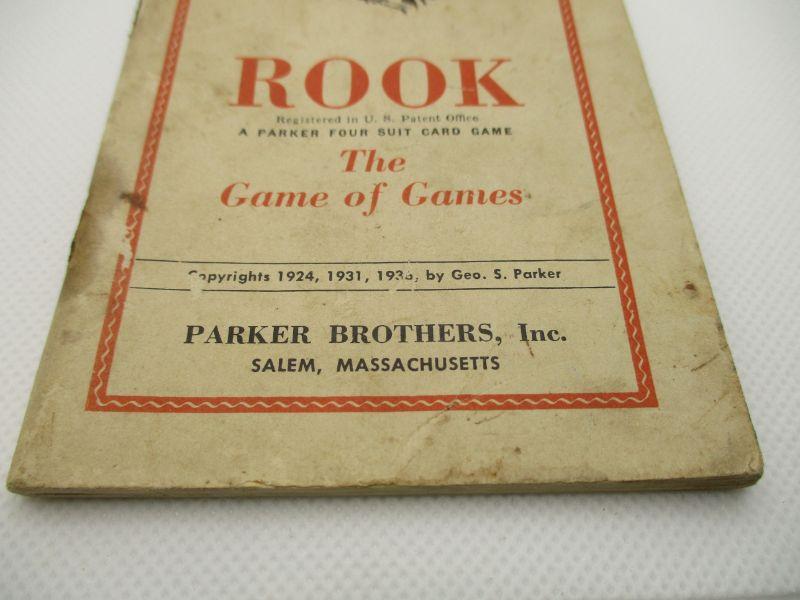 ROOK
Registered in U. S. Patent Office
A PARKER FOUR SUIT CARD GAME
The
Game of Games
Copyrights 1924, 1931, by Geo. S. Parker
PARKER BROTHERS, Inc.
SALEM, MASSACHUSETTS